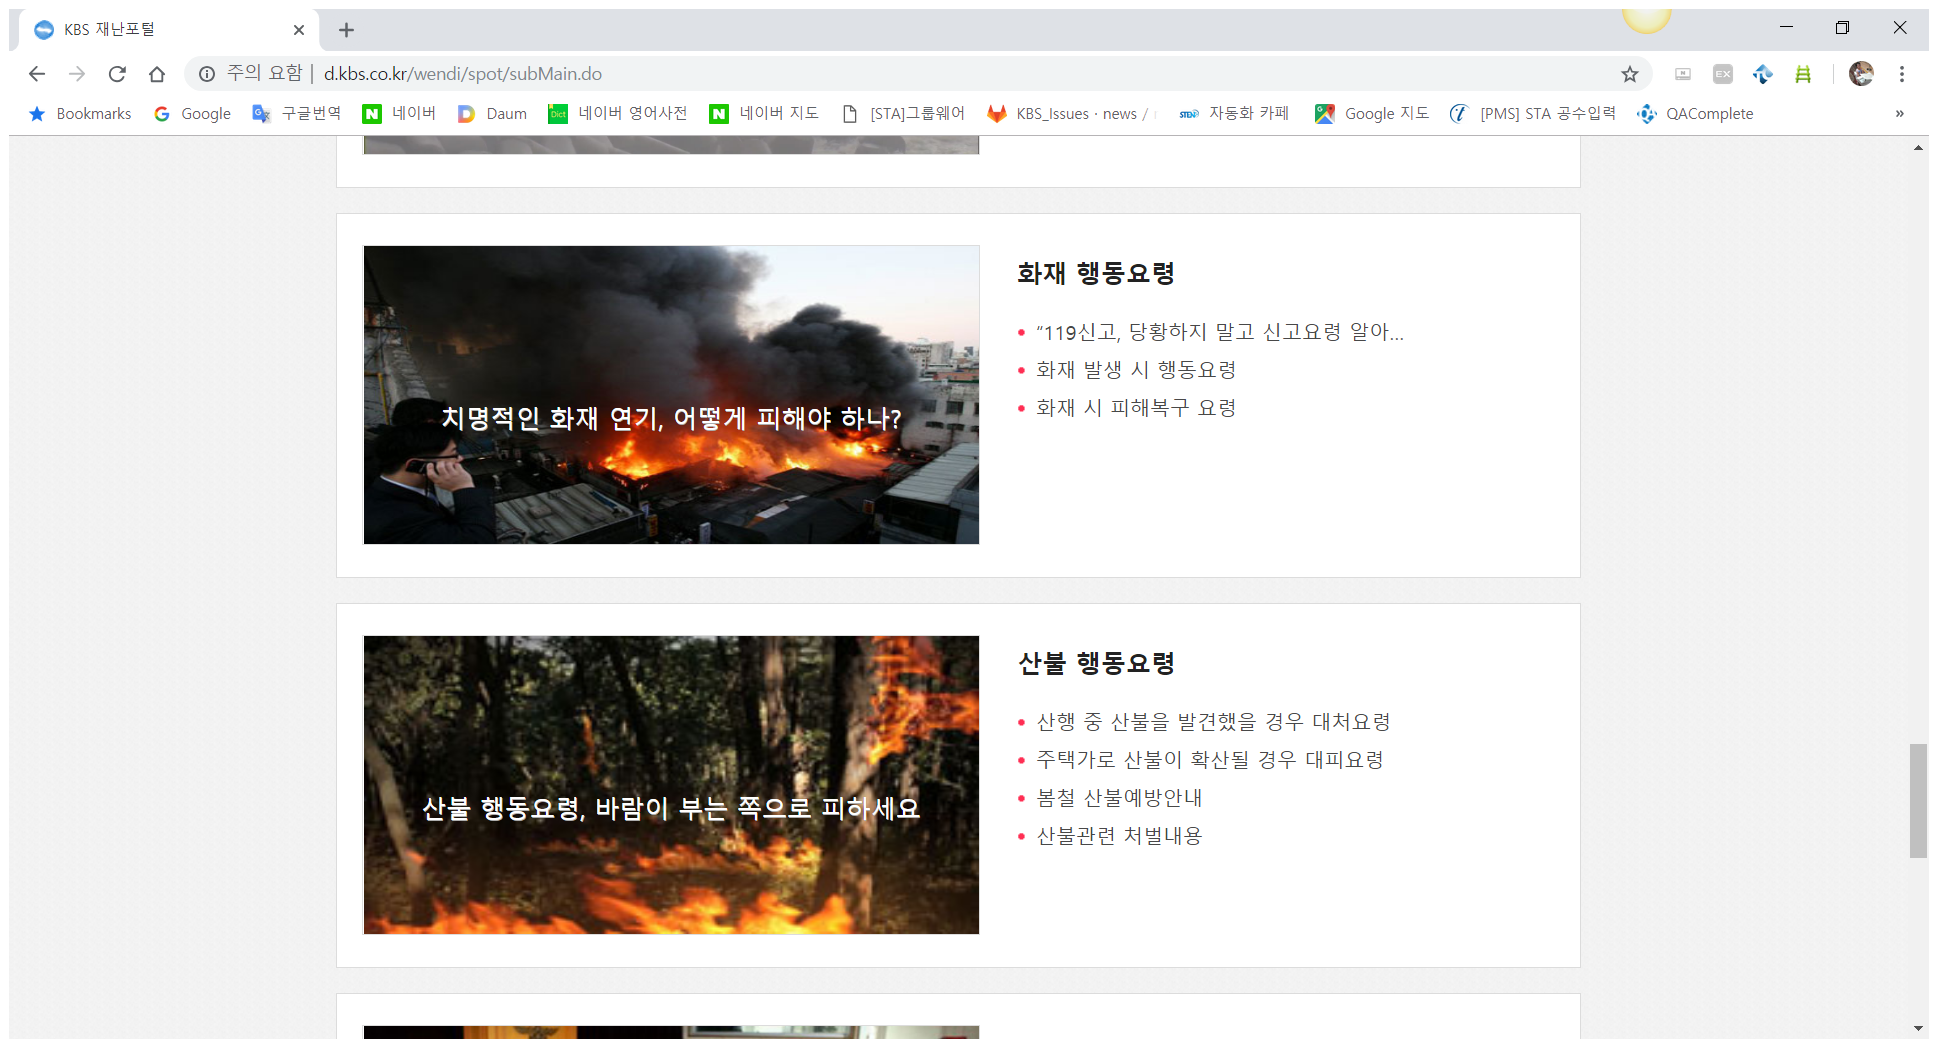 KBS 재난포털
주의 요함 | d.kbs.co.kr/wendi/spot/subMain.do
EX
Bookmarks Google 구글번역 네이버 Daum 네이버 영어사전 네이버 지도 [STA]그룹웨어 KBS_Issues · news / 자동화 카페 Google 지도 [PMS] STA 공수입력 QAComplete »
치명적인 화재 연기, 어떻게 피해야 하나?
화재 행동요령
“119신고, 당황하지 말고 신고요령 알아...
화재 발생 시 행동요령
화재 시 피해복구 요령
산불 행동요령, 바람이 부는 쪽으로 피하세요
산불 행동요령
산행 중 산불을 발견했을 경우 대처요령
주택가로 산불이 확산될 경우 대피요령
봄철 산불예방안내
산불관련 처벌내용